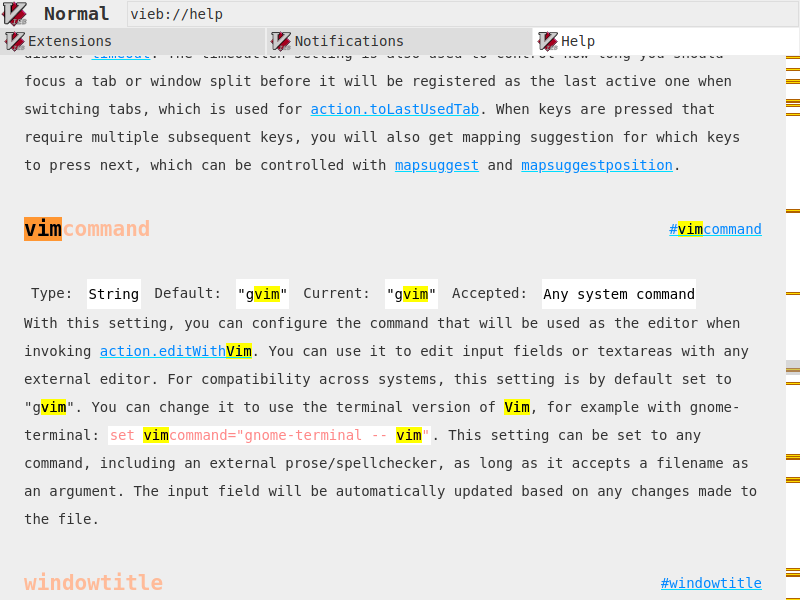 Normal vieb://help
Extensions Notifications Help
disable timeout. The timeoutlen setting is also used to control how long you should
focus a tab or window split before it will be registered as the last active one when
switching tabs, which is used for action.toLastUsedTab. When keys are pressed that
require multiple subsequent keys, you will also get mapping suggestion for which keys
to press next, which can be controlled with mapsuggest and mapsuggestposition.
vimcommand #vimcommand
Type: String Default: "gvim" Current: "gvim" Accepted: Any system command
With this setting, you can configure the command that will be used as the editor when
invoking action.editWithVim. You can use it to edit input fields or textareas with any
external editor. For compatibility across systems, this setting is by default set to
"gvim". You can change it to use the terminal version of Vim, for example with gnome-
terminal: set vimcommand="gnome-terminal -- vim". This setting can be set to any
command, including an external prose/spellchecker, as long as it accepts a filename as
an argument. The input field will be automatically updated based on any changes made to
the file.
windowtitle #windowtitle